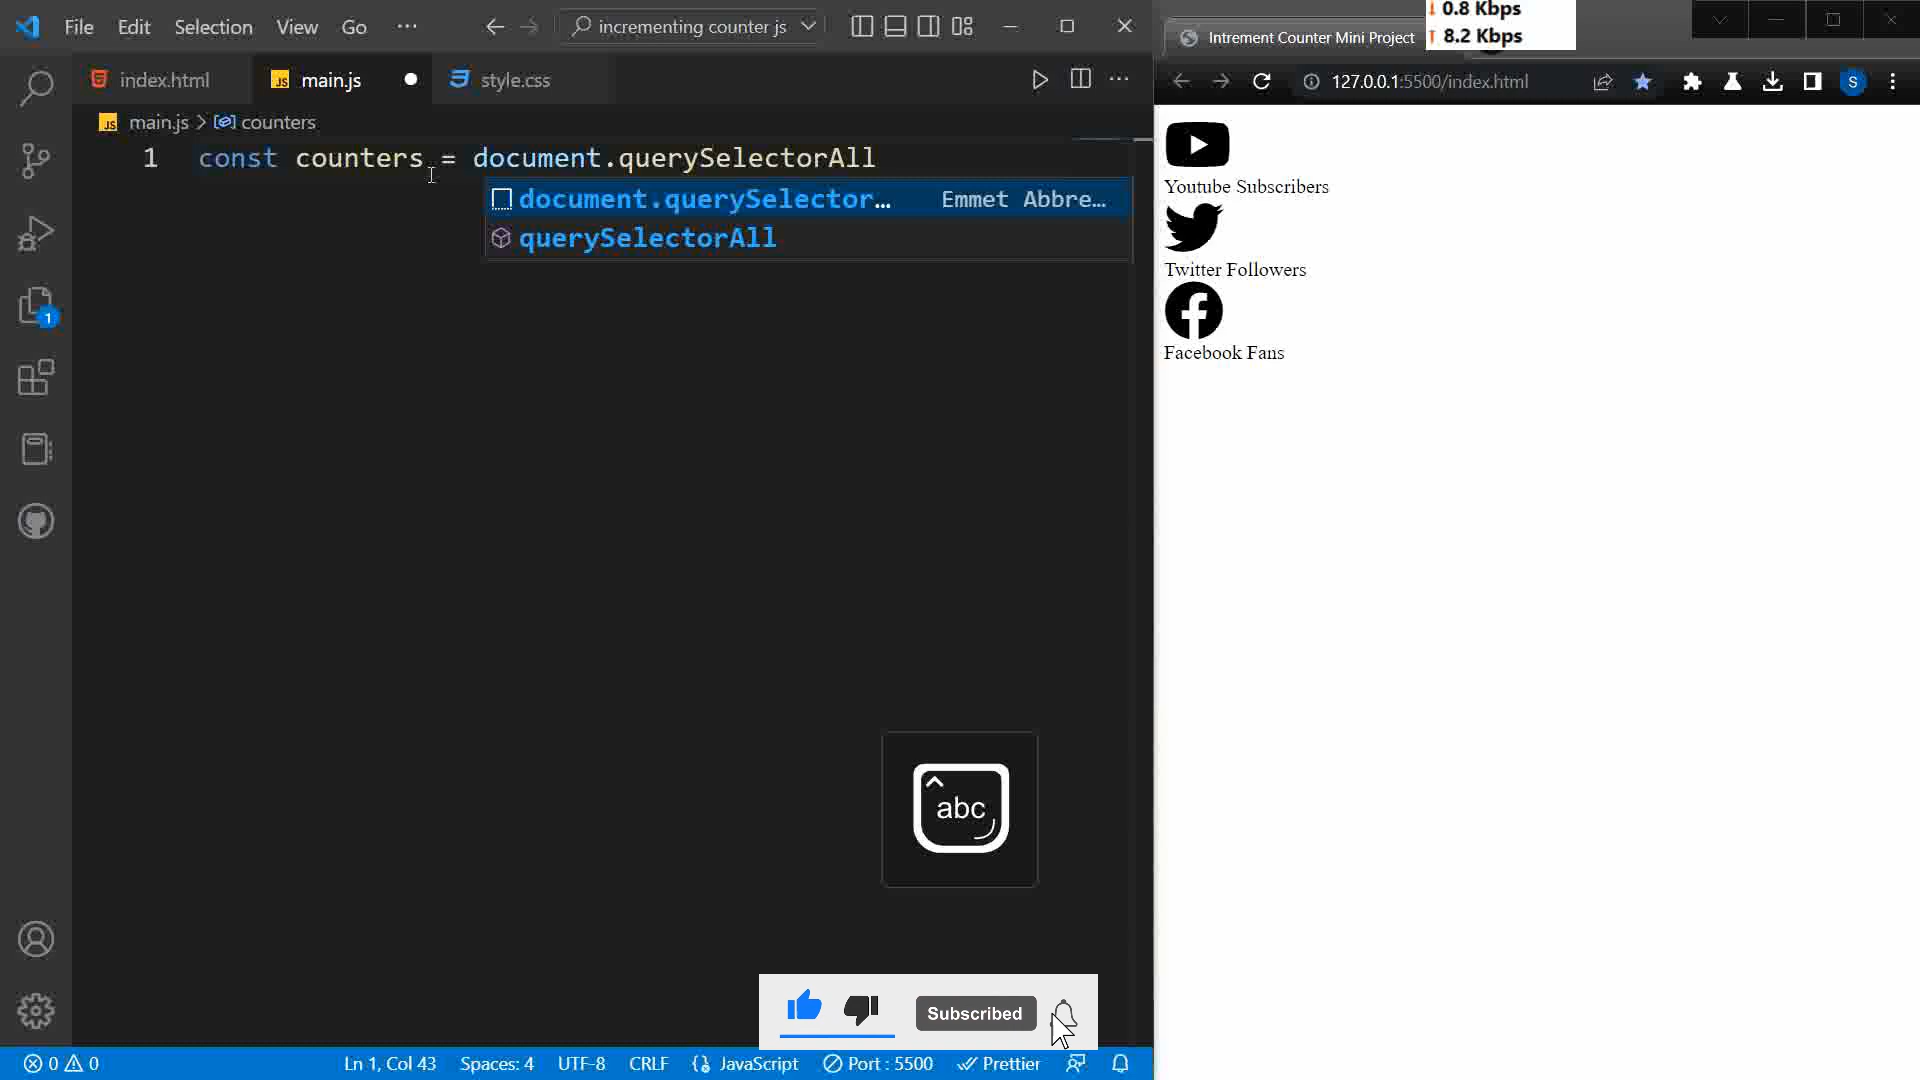 File Edit Selection View Go ··· incrementing counter js
index.html main.js style.css
main.js > counters
1 const counters = document.querySelectorAll
document.querySelector… Emmet Abbre…
querySelectorAll
1
abc
Subscribed
0 0 Ln 1, Col 43 Spaces: 4 UTF-8 CRLF JavaScript Port : 5500 Prettier
0.8 Kbps
8.2 Kbps
Intrement Counter Mini Project
127.0.0.1:5500/index.html S
Youtube Subscribers
Twitter Followers
Facebook Fans